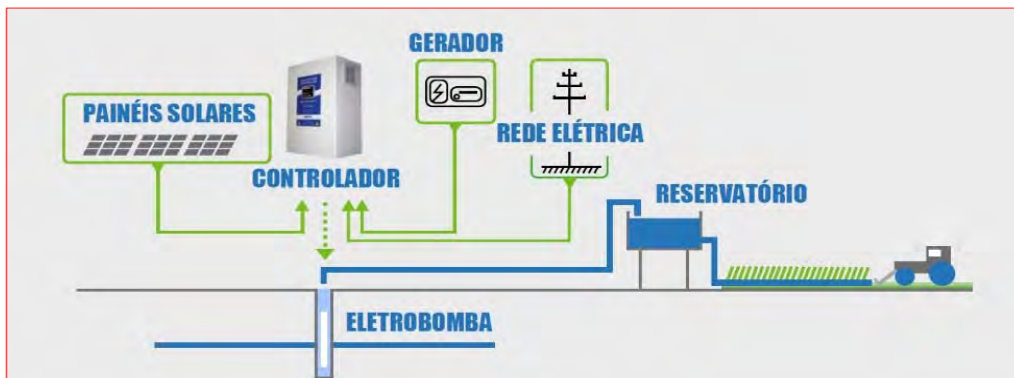 GERADOR
PAINÉIS SOLARES
REDE ELÉTRICA
CONTROLADOR
RESERVATÓRIO
ELETROBOMBA